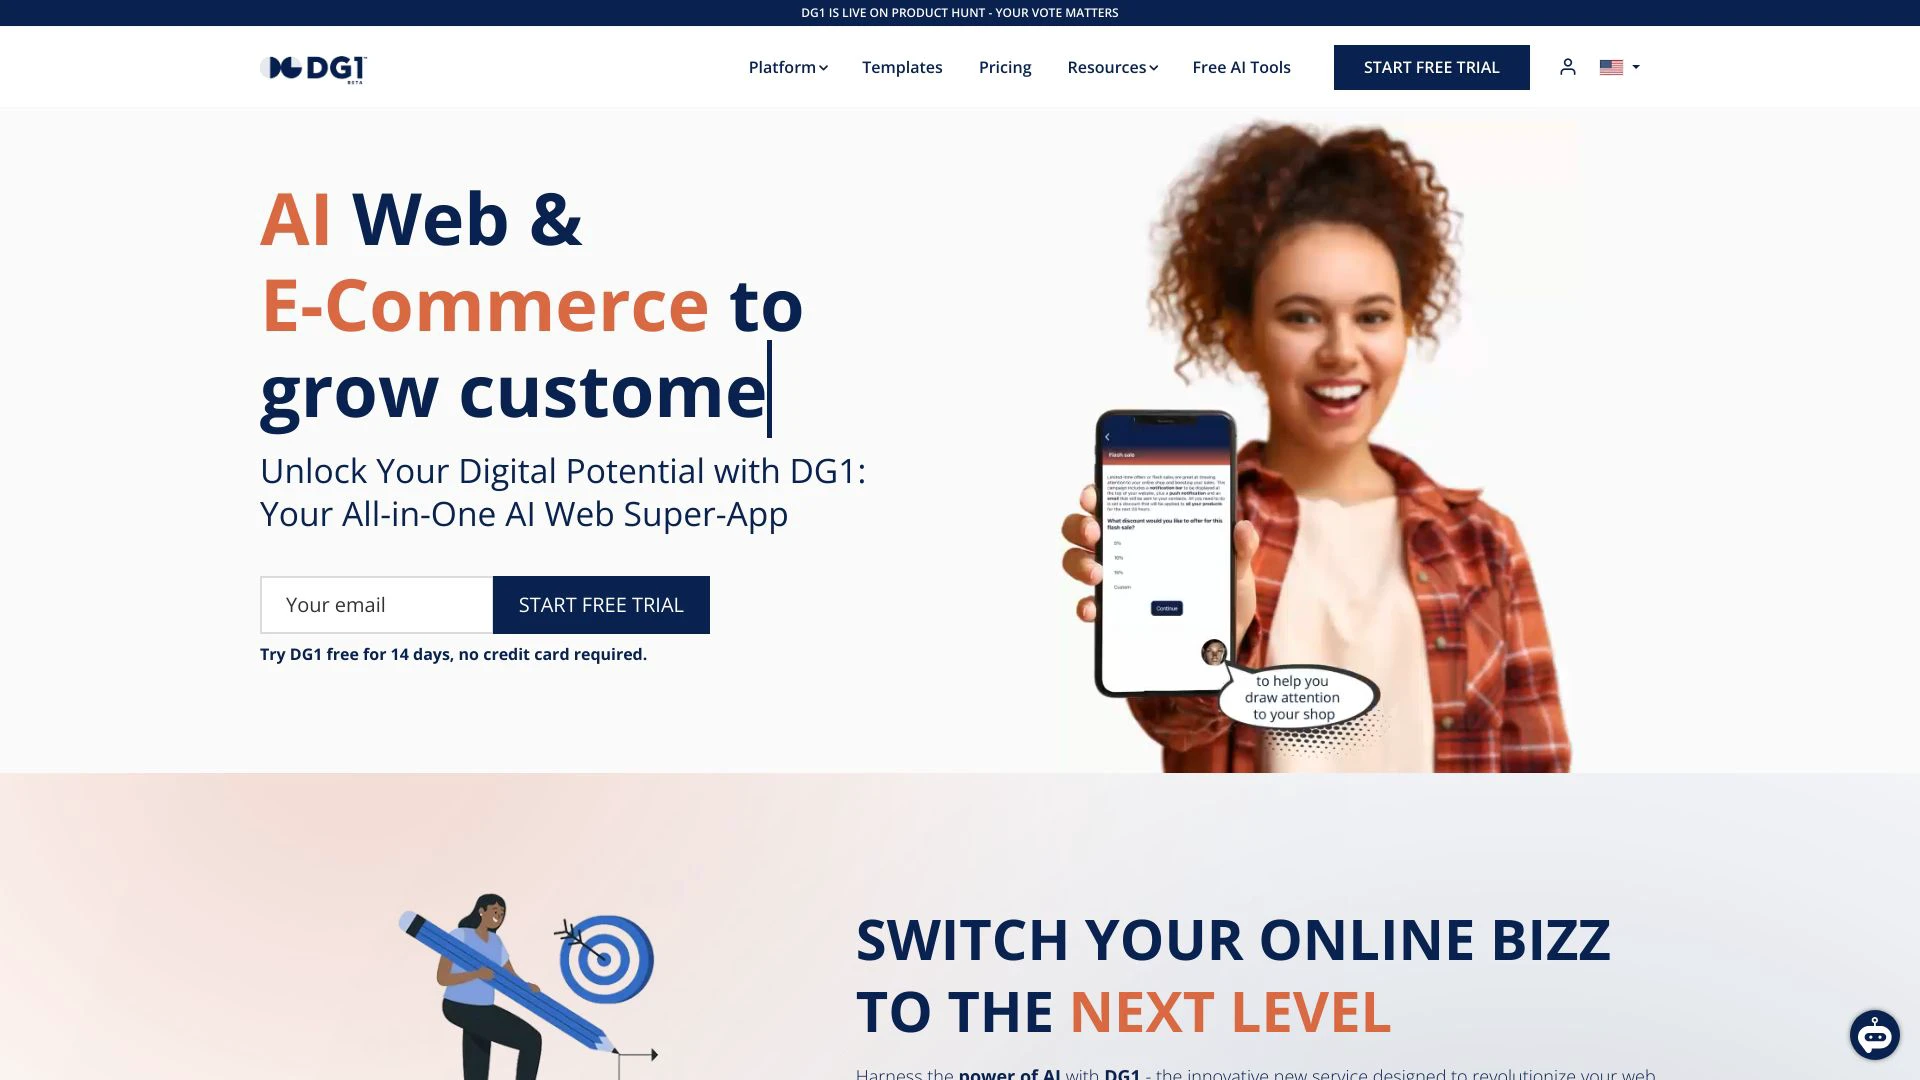 DG1 IS LIVE ON PRODUCT HUNT - YOUR VOTE MATTERS
DG1
BETA
Platform
Templates
Pricing
Resources
Free AI Tools
START FREE TRIAL
AI Web &
E-Commerce to
grow custome
Unlock Your Digital Potential with DG1:
Your All-in-One AI Web Super-App
Your email
START FREE TRIAL
Try DG1 free for 14 days, no credit card required.
Flash sale
What discount would you like to offer for this
flash sale?
10%
Custom
Continue
to help you
draw attention
to your shop
SWITCH YOUR ONLINE BIZZ
TO THE NEXT LEVEL
Harness the power of AI with DG1 - the innovative new service designed to revolutionize your web